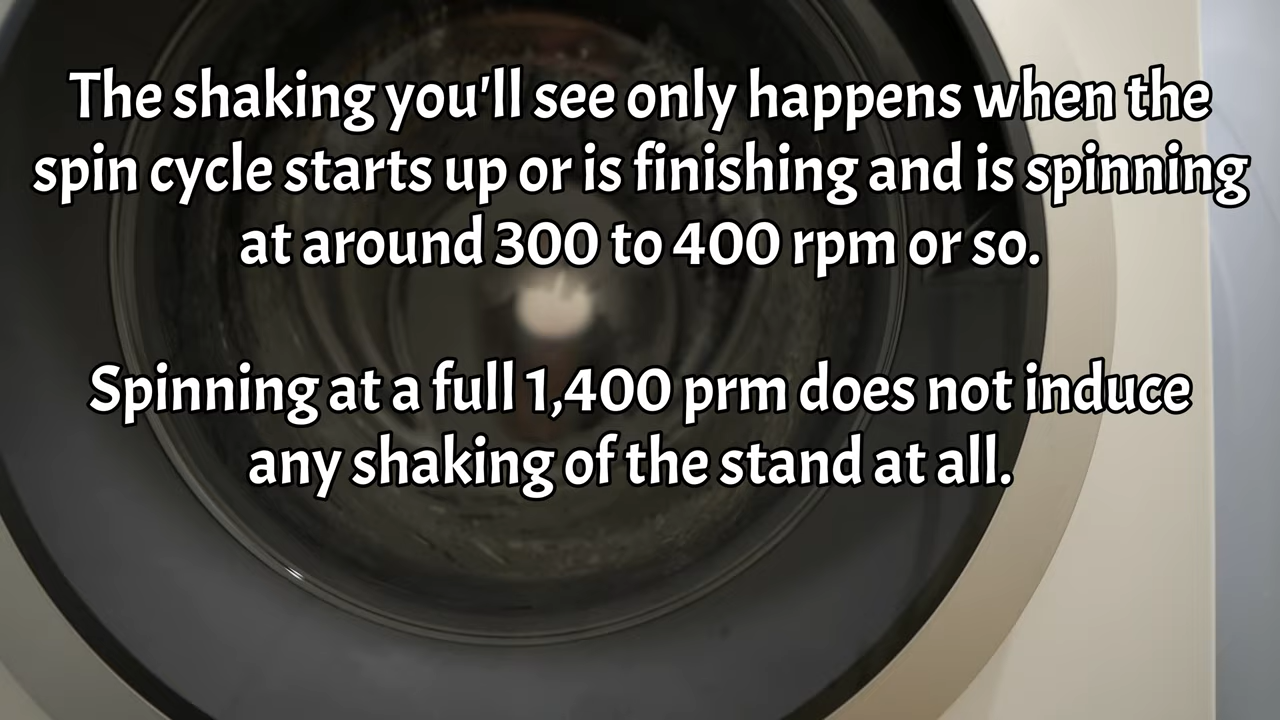 The shaking you'll see only happens when the
spin cycle starts up or is finishing and is spinning
at around 300 to 400 rpm or so.
Spinning at a full 1,400 prm does not induce
any shaking of the stand at all.